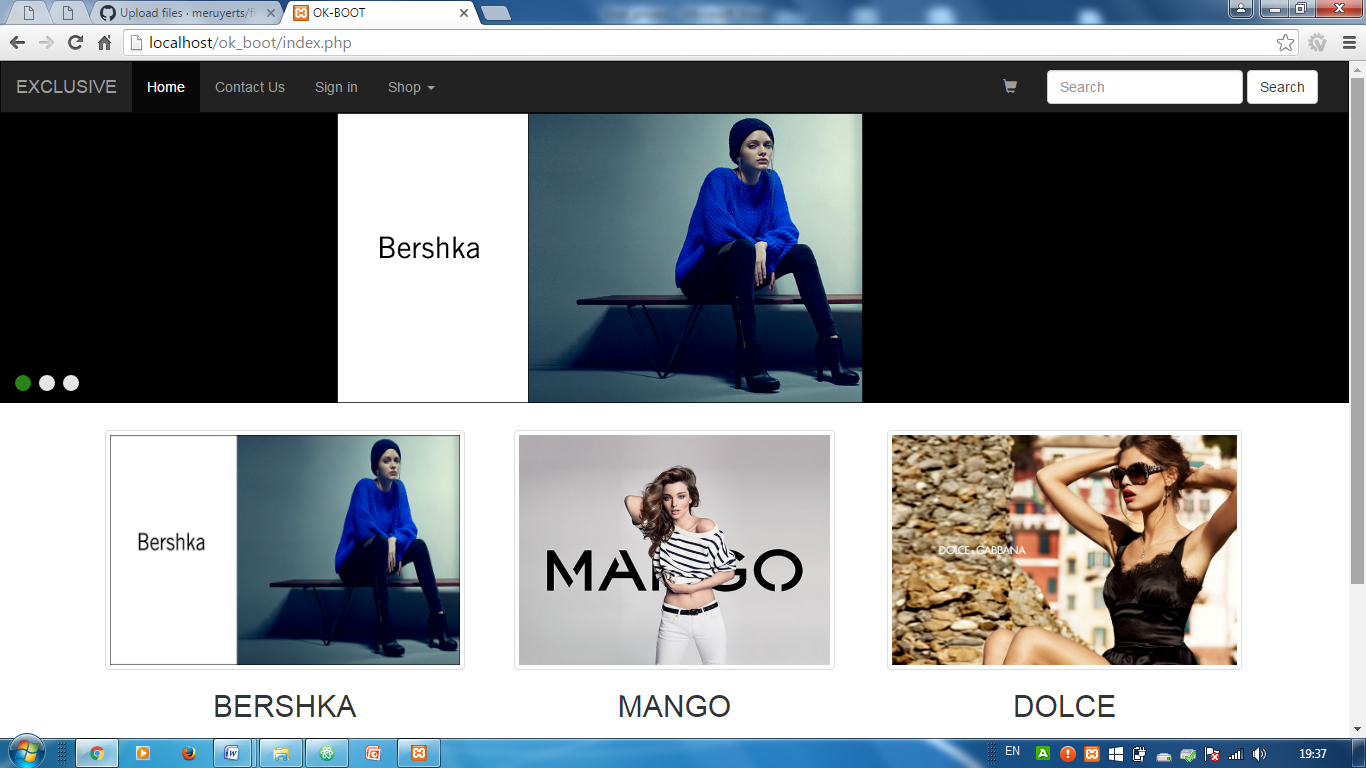 Upload files · meruyerts/fi
OK-BOOT
localhost/ok_boot/index.php
EXCLUSIVE Home Contact Us Sign in Shop Search Search
Bershka
Bershka
MANGO
DOLCE & GABBANA
BERSHKA MANGO DOLCE
EN 19:37